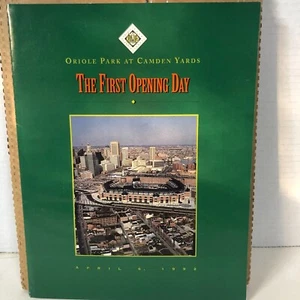 ORIOLE PARK AT CAMDEN YARDS
THE FIRST OPENING DAY
APRIL 6, 1992